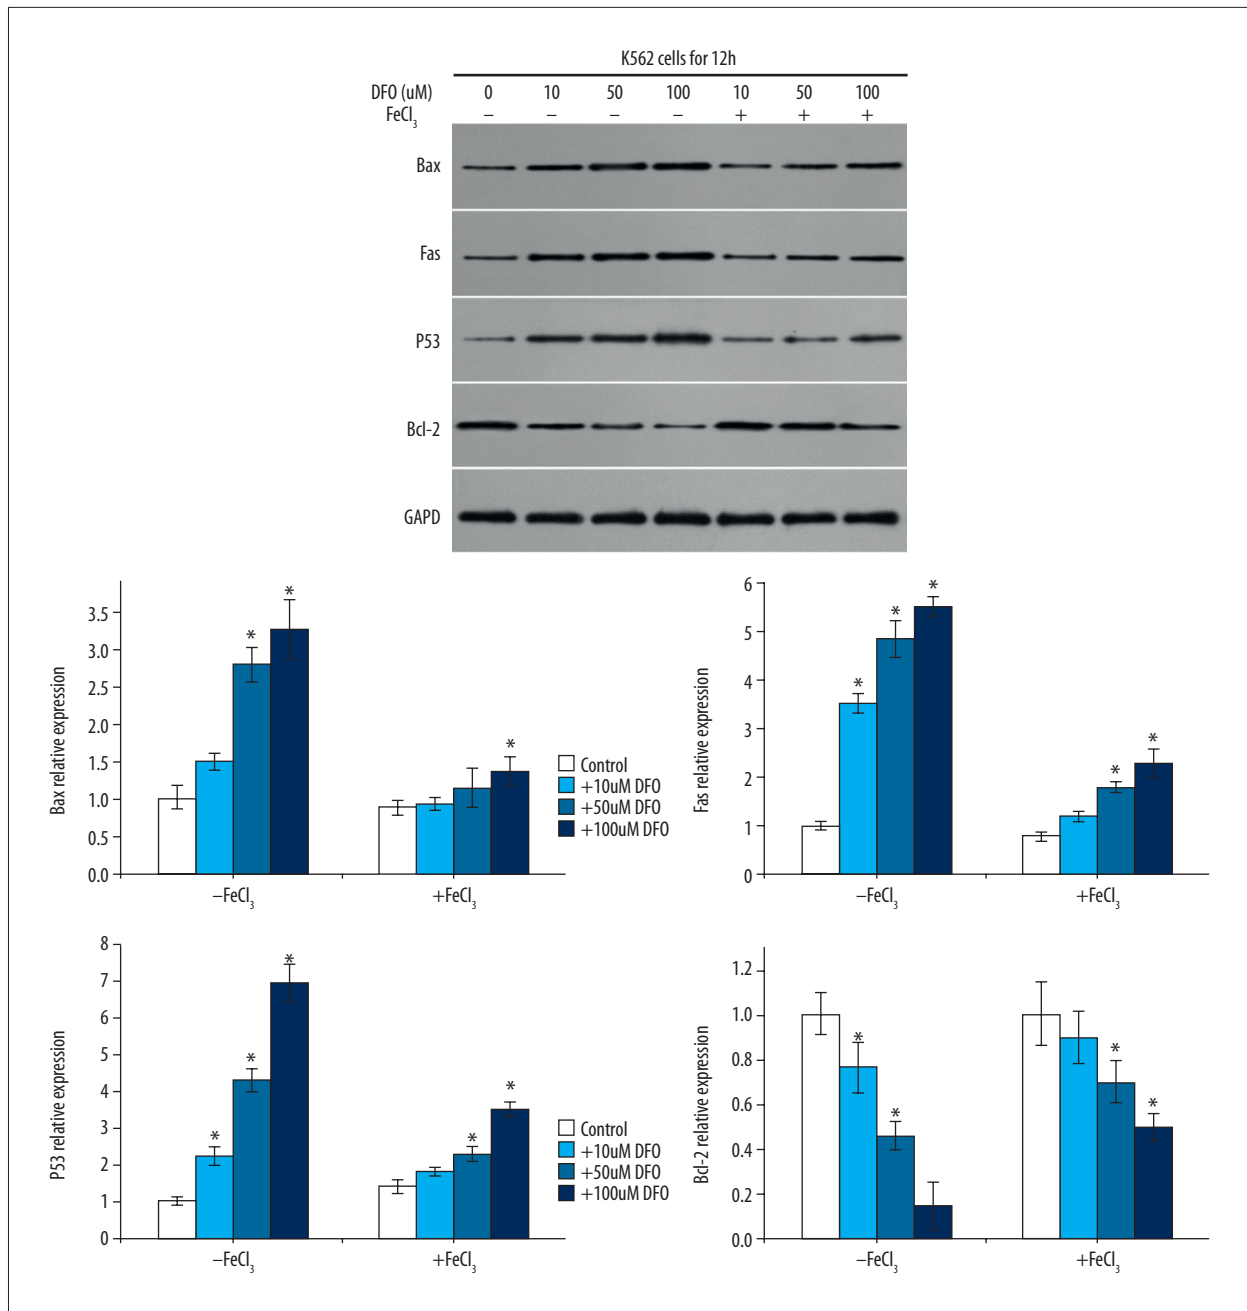 K562 cells for 12h
DFO (uM) 0 10 50 100 10 50 100
FeCl₃ – – – – + + +
Bax
Fas
P53
Bcl-2
GAPD
Bax relative expression
3.5
3.0
2.5
2.0
1.5
1.0
0.5
0.0
* * *
–FeCl₃ +FeCl₃
Control
+10uM DFO
+50uM DFO
+100uM DFO
Fas relative expression
6
5
4
3
2
1
0
* * * * *
–FeCl₃ +FeCl₃
P53 relative expression
8
7
6
5
4
3
2
1
0
* * * * *
–FeCl₃ +FeCl₃
Control
+10uM DFO
+50uM DFO
+100uM DFO
Bcl-2 relative expression
1.2
1.0
0.8
0.6
0.4
0.2
0.0
* * * *
–FeCl₃ +FeCl₃